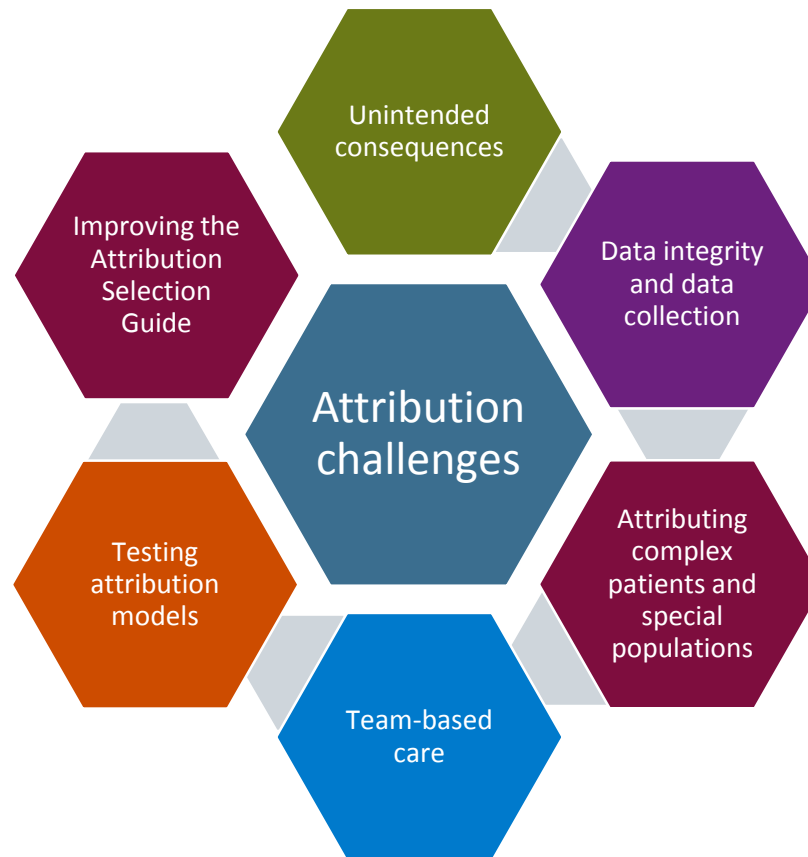 Unintended
consequences
Improving the
Attribution
Selection
Guide
Data integrity
and data
collection
Attribution
challenges
Testing
attribution
models
Attributing
complex
patients and
special
populations
Team-based
care